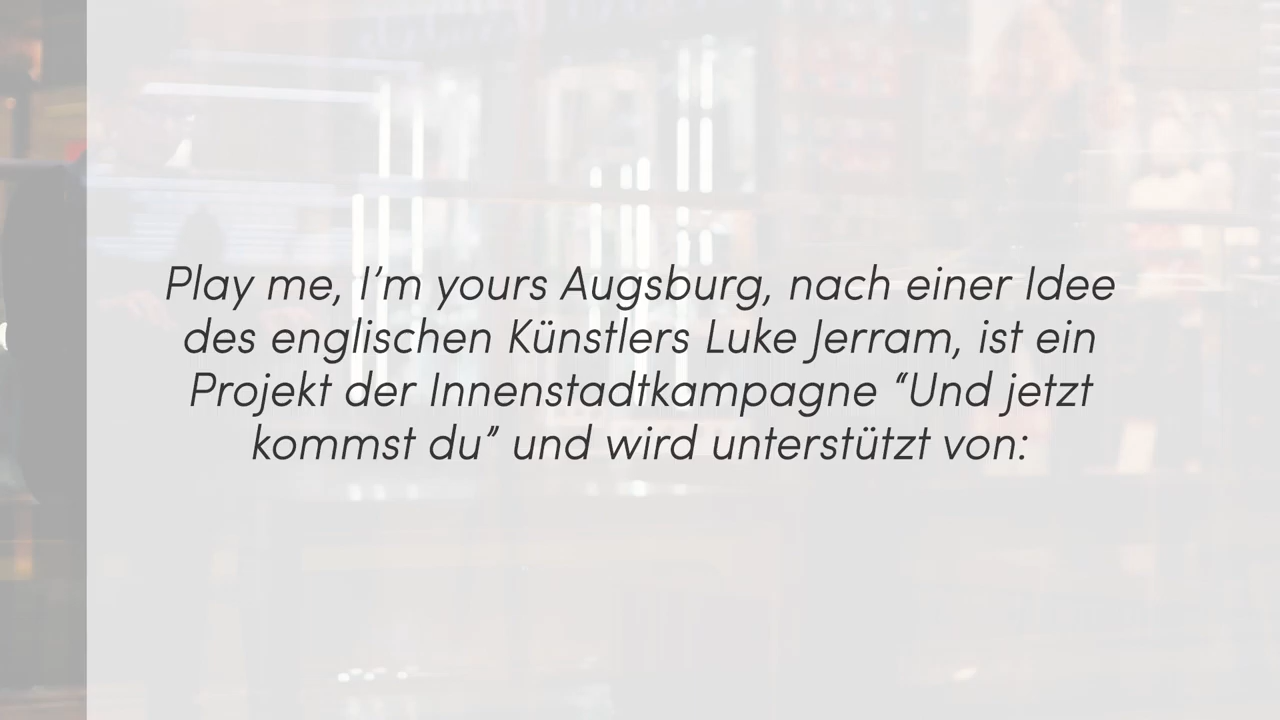 Play me, I’m yours Augsburg, nach einer Idee
des englischen Künstlers Luke Jerram, ist ein
Projekt der Innenstadtkampagne “Und jetzt
kommst du” und wird unterstützt von: